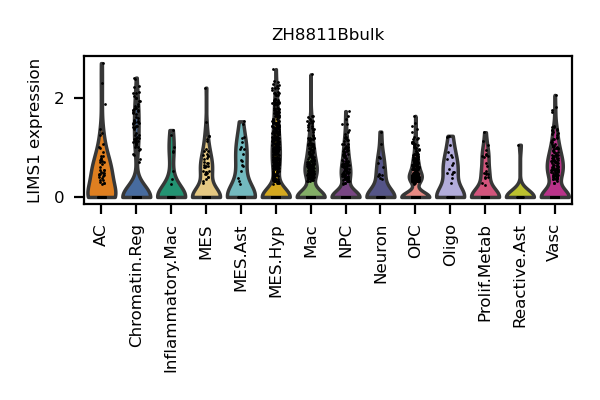 ZH8811Bbulk
LIMS1 expression
2
0
AC
Chromatin.Reg
Inflammatory.Mac
MES
MES.Ast
MES.Hyp
Mac
NPC
Neuron
OPC
Oligo
Prolif.Metab
Reactive.Ast
Vasc